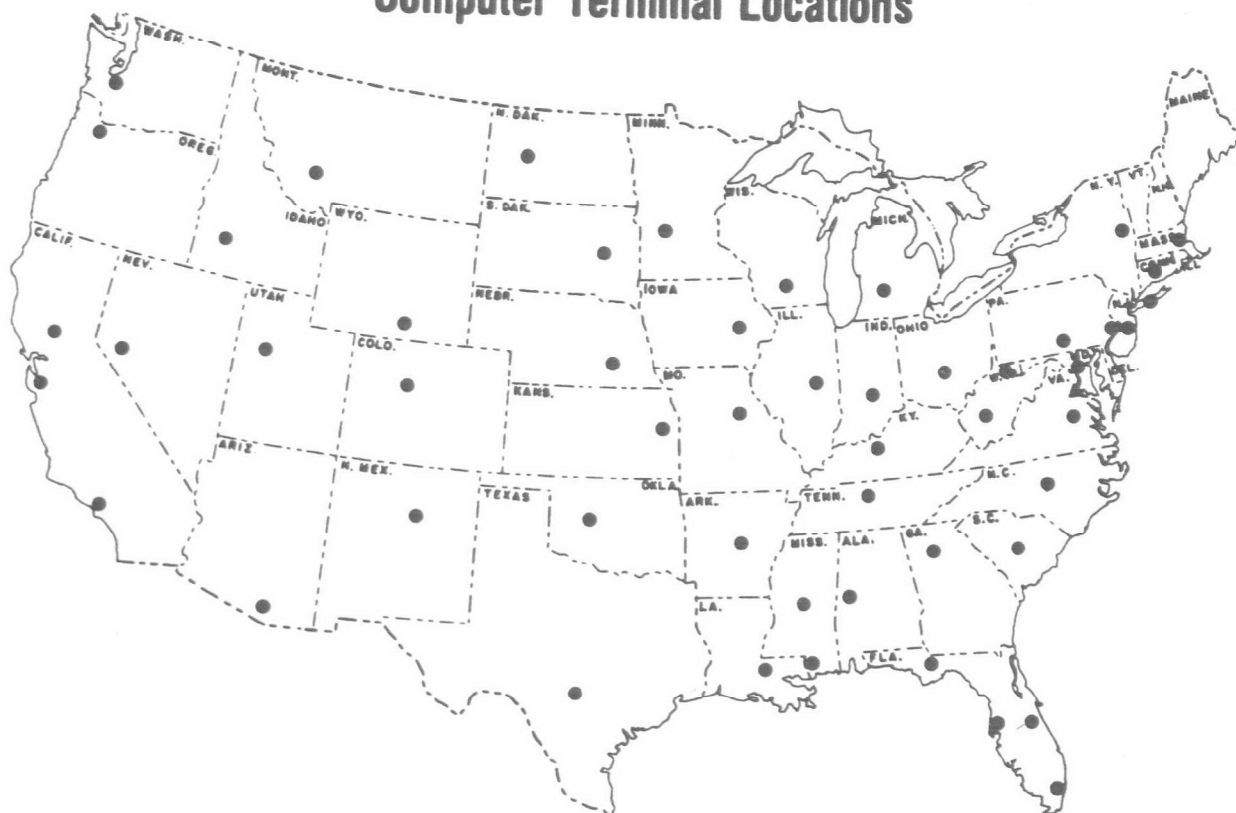 Computer Terminal Locations
WASH.
MONT.
N. DAK.
MINN.
MAINE
OREG.
WIS.
N.Y.
VT.
N.H.
IDAHO
WYO.
S. DAK.
MICH.
CALIF.
NEV.
MASS.
CONN.
R.I.
UTAH
NEBR.
IOWA
PA.
N.J.
COLO.
ILL.
IND.
OHIO
MO.
VA.
DEL.
KANS.
KY.
ARIZ.
N. MEX.
TEXAS
OKLA.
ARK.
TENN.
N.C.
S.C.
MISS.
ALA.
GA.
LA.
FLA.